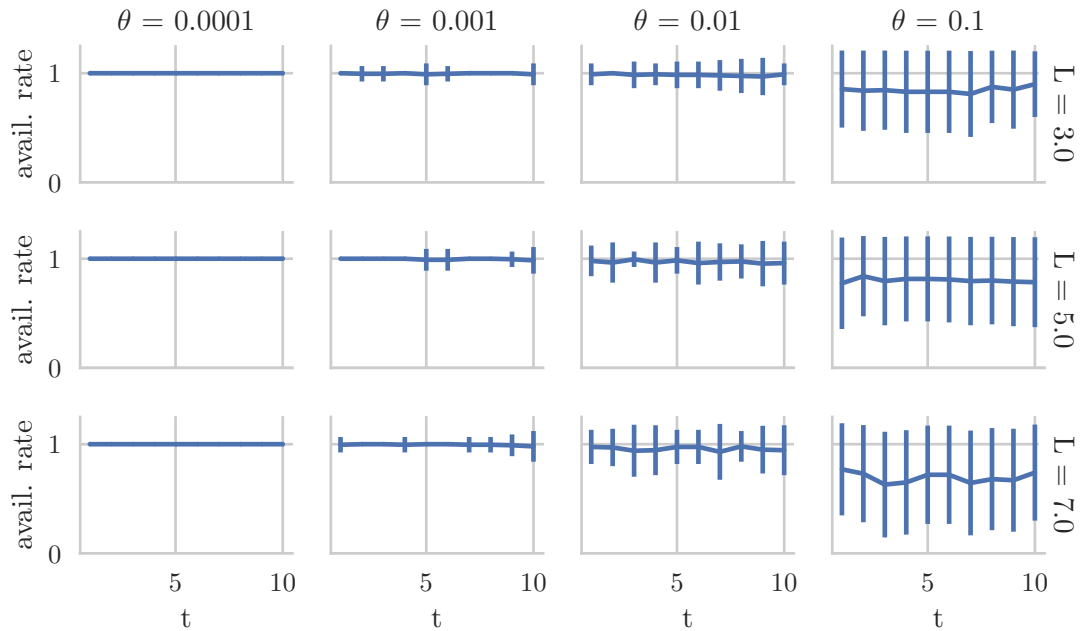 θ = 0.0001
θ = 0.001
θ = 0.01
θ = 0.1
avail. rate
1
0
L = 3.0
avail. rate
1
0
L = 5.0
avail. rate
1
0
L = 7.0
5 10
5 10
5 10
5 10
t
t
t
t